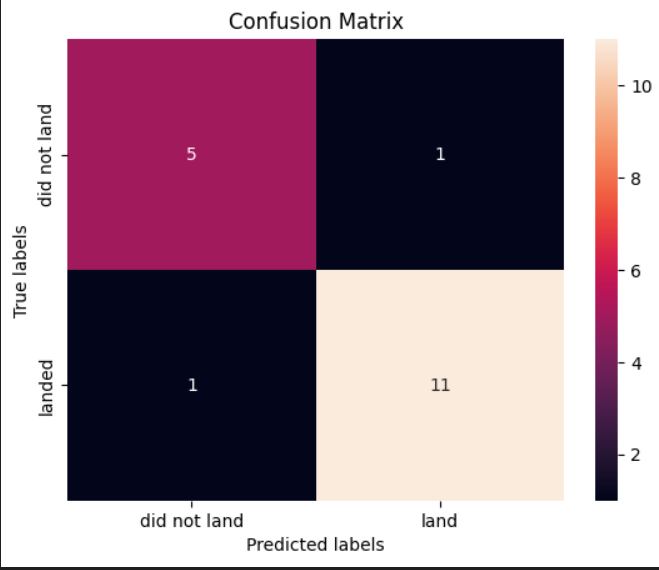 Confusion Matrix
did not land
landed
True labels
5
1
1
11
did not land
land
Predicted labels
10
8
6
4
2